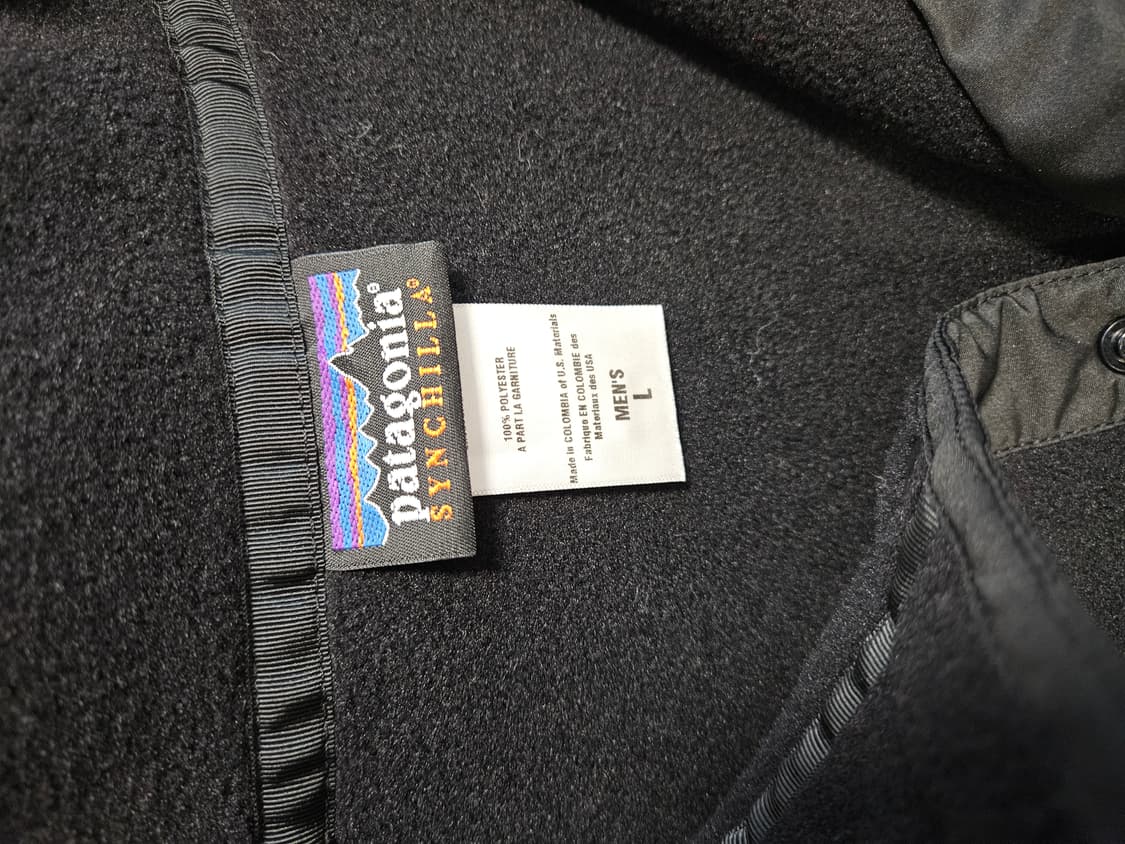 patagonia®
SYNCHILLA®
100% POLYESTER
A PART LA GARNITURE
Made in COLOMBIA of U.S. Materials
Fabrique EN COLOMBIE des
Materiaux des USA
MEN'S
L